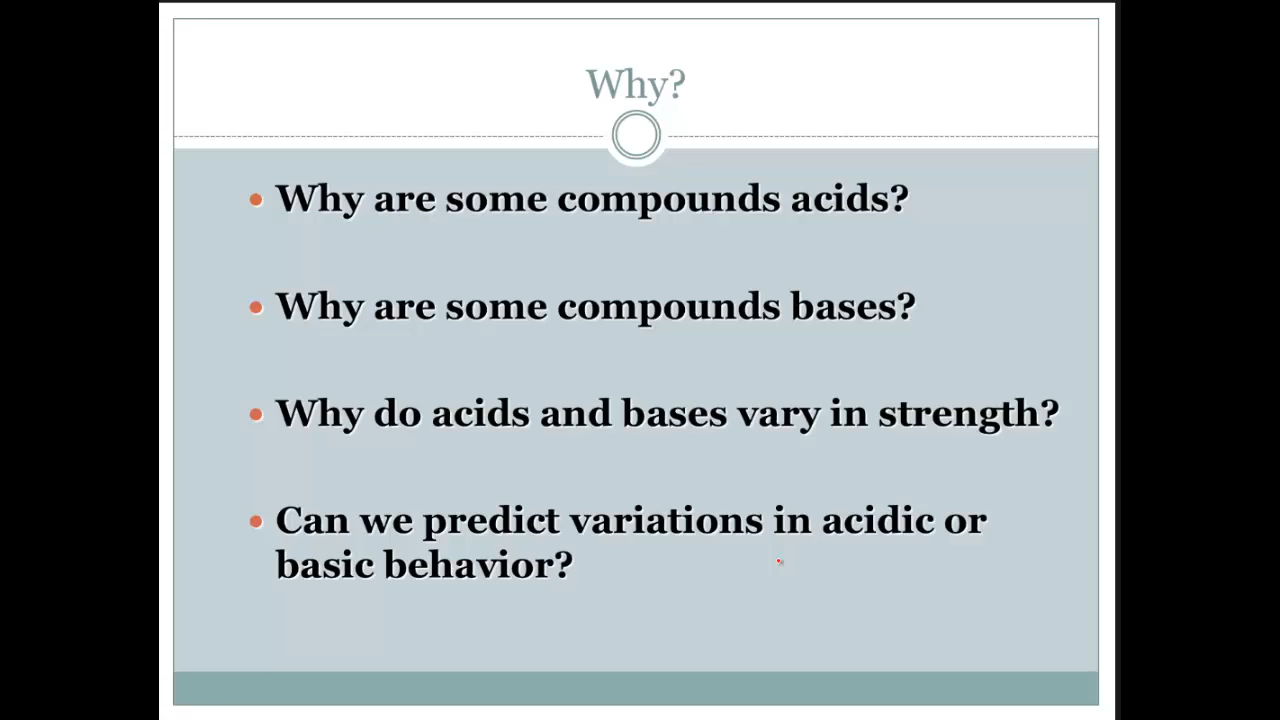 Why?
Why are some compounds acids?
Why are some compounds bases?
Why do acids and bases vary in strength?
Can we predict variations in acidic or
basic behavior?